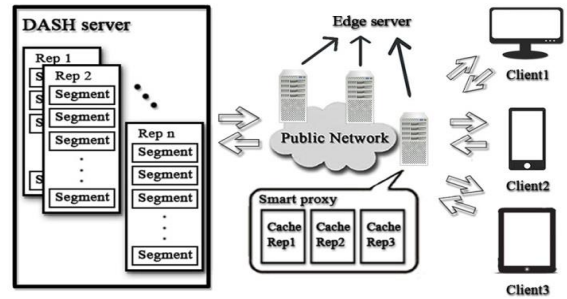 DASH server
Rep 1
Rep 2
Segment
Segment
Segment
Segment
Rep n
Segment
Segment
Segment
Segment
Edge server
Public Network
Smart proxy
Cache Rep1
Cache Rep2
Cache Rep3
Client1
Client2
Client3